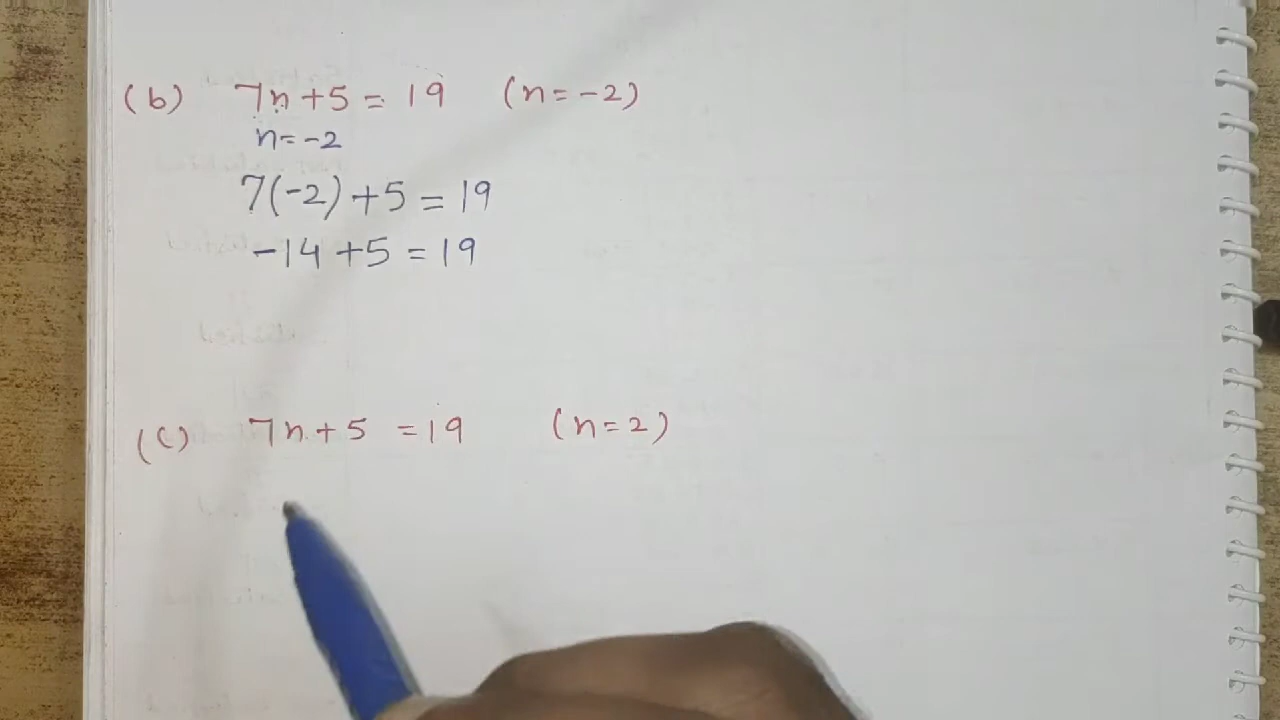 (b) 7n+5 = 19 (n=-2)
n=-2
7(-2)+5 = 19
-14+5 = 19
(C) 7n+5 =19 (n=2)